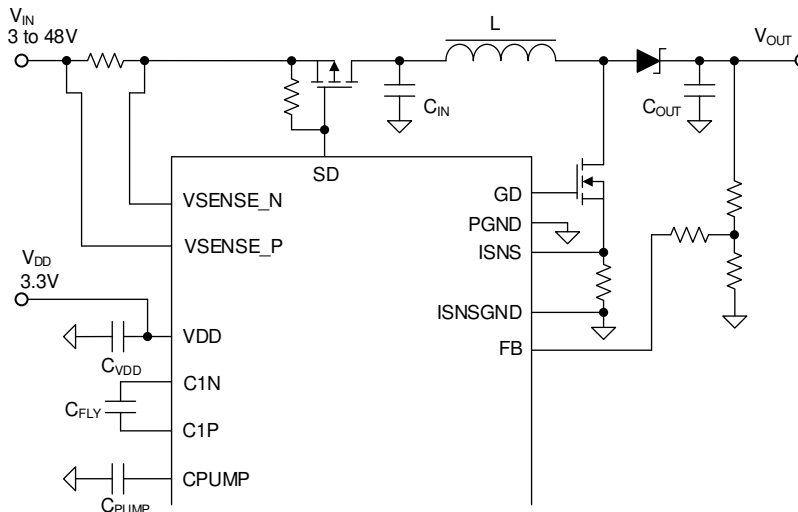 VIN
3 to 48V
L
VOUT
CIN
COUT
SD
GD
VSENSE_N
PGND
VSENSE_P
ISNS
VDD
3.3V
ISNSGND
VDD
FB
CVDD
C1N
CFLY
C1P
CPUMP
CPUMP